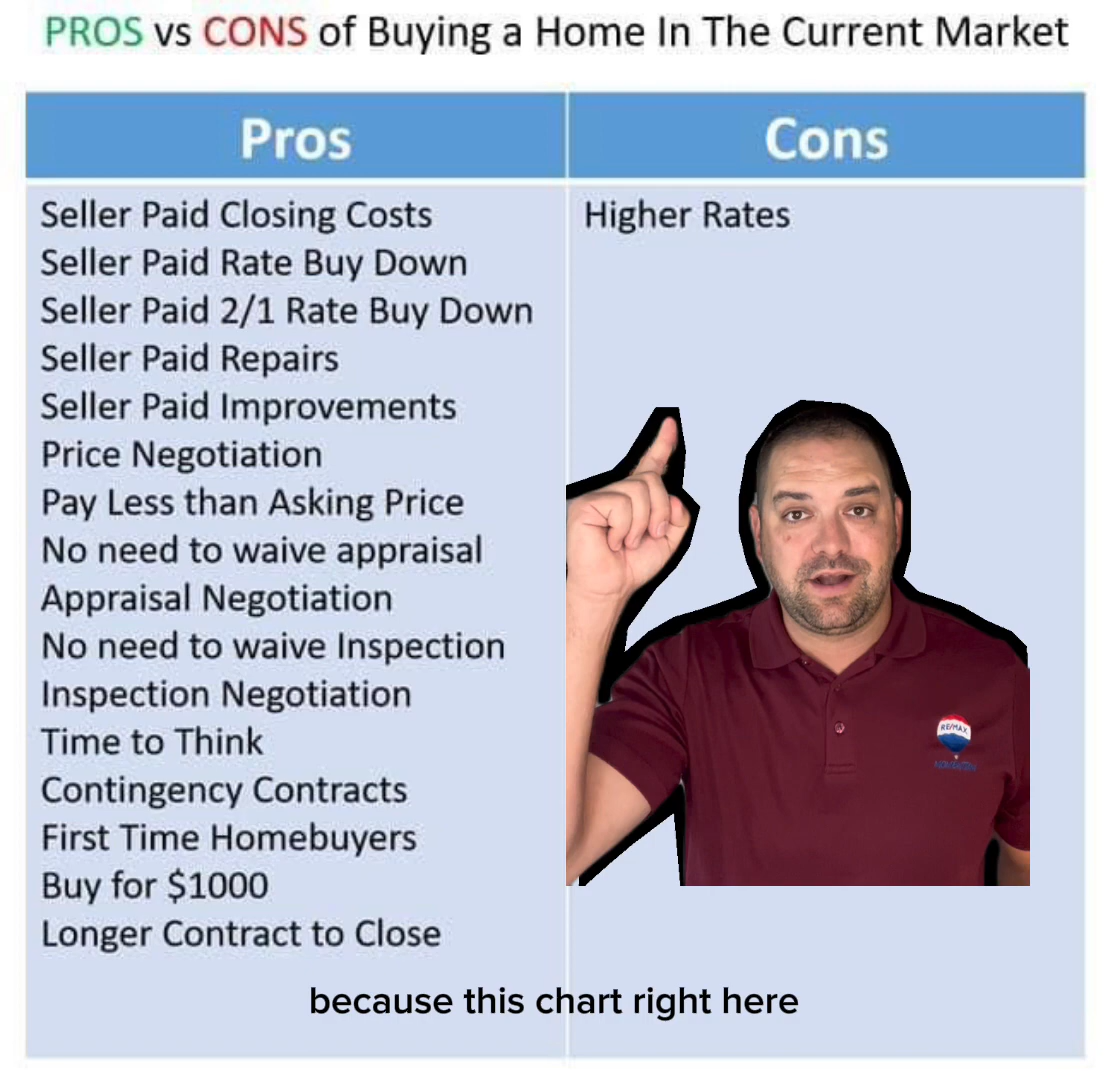 PROS vs CONS of Buying a Home In The Current Market
Pros
Cons
Seller Paid Closing Costs
Seller Paid Rate Buy Down
Seller Paid 2/1 Rate Buy Down
Seller Paid Repairs
Seller Paid Improvements
Price Negotiation
Pay Less than Asking Price
No need to waive appraisal
Appraisal Negotiation
No need to waive Inspection
Inspection Negotiation
Time to Think
Contingency Contracts
First Time Homebuyers
Buy for $1000
Longer Contract to Close
Higher Rates
RE/MAX
because this chart right here